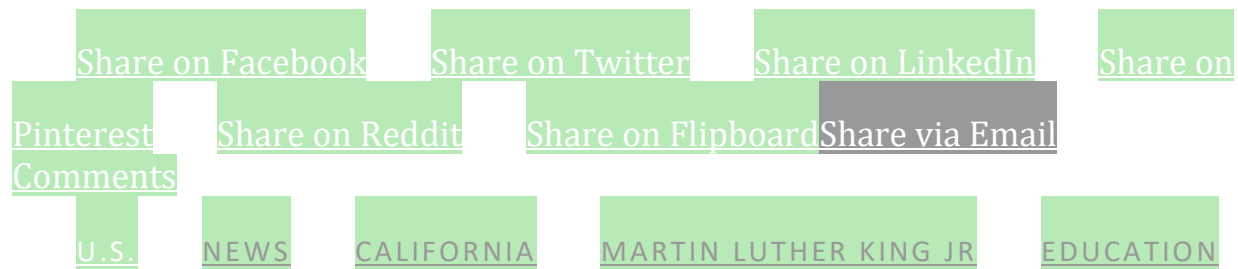 Share on Facebook Share on Twitter Share on LinkedIn Share on
Pinterest Share on Reddit Share on Flipboard Share via Email
Comments
U.S. NEWS CALIFORNIA MARTIN LUTHER KING JR EDUCATION